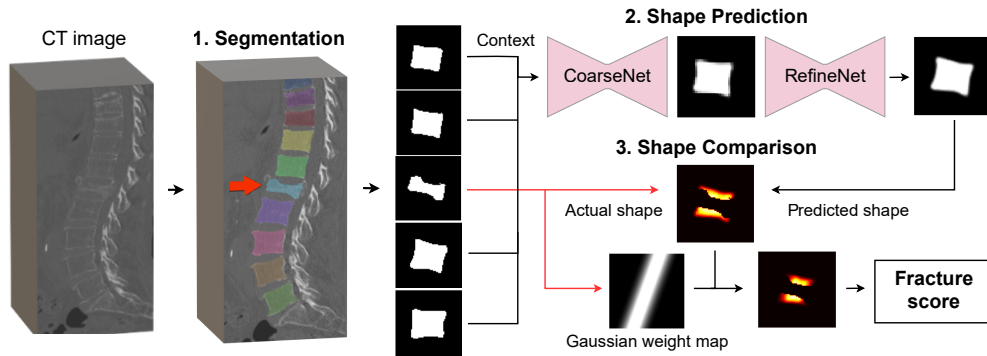 CT image
1. Segmentation
Context
2. Shape Prediction
CoarseNet
RefineNet
3. Shape Comparison
Actual shape
Predicted shape
Gaussian weight map
Fracture
score